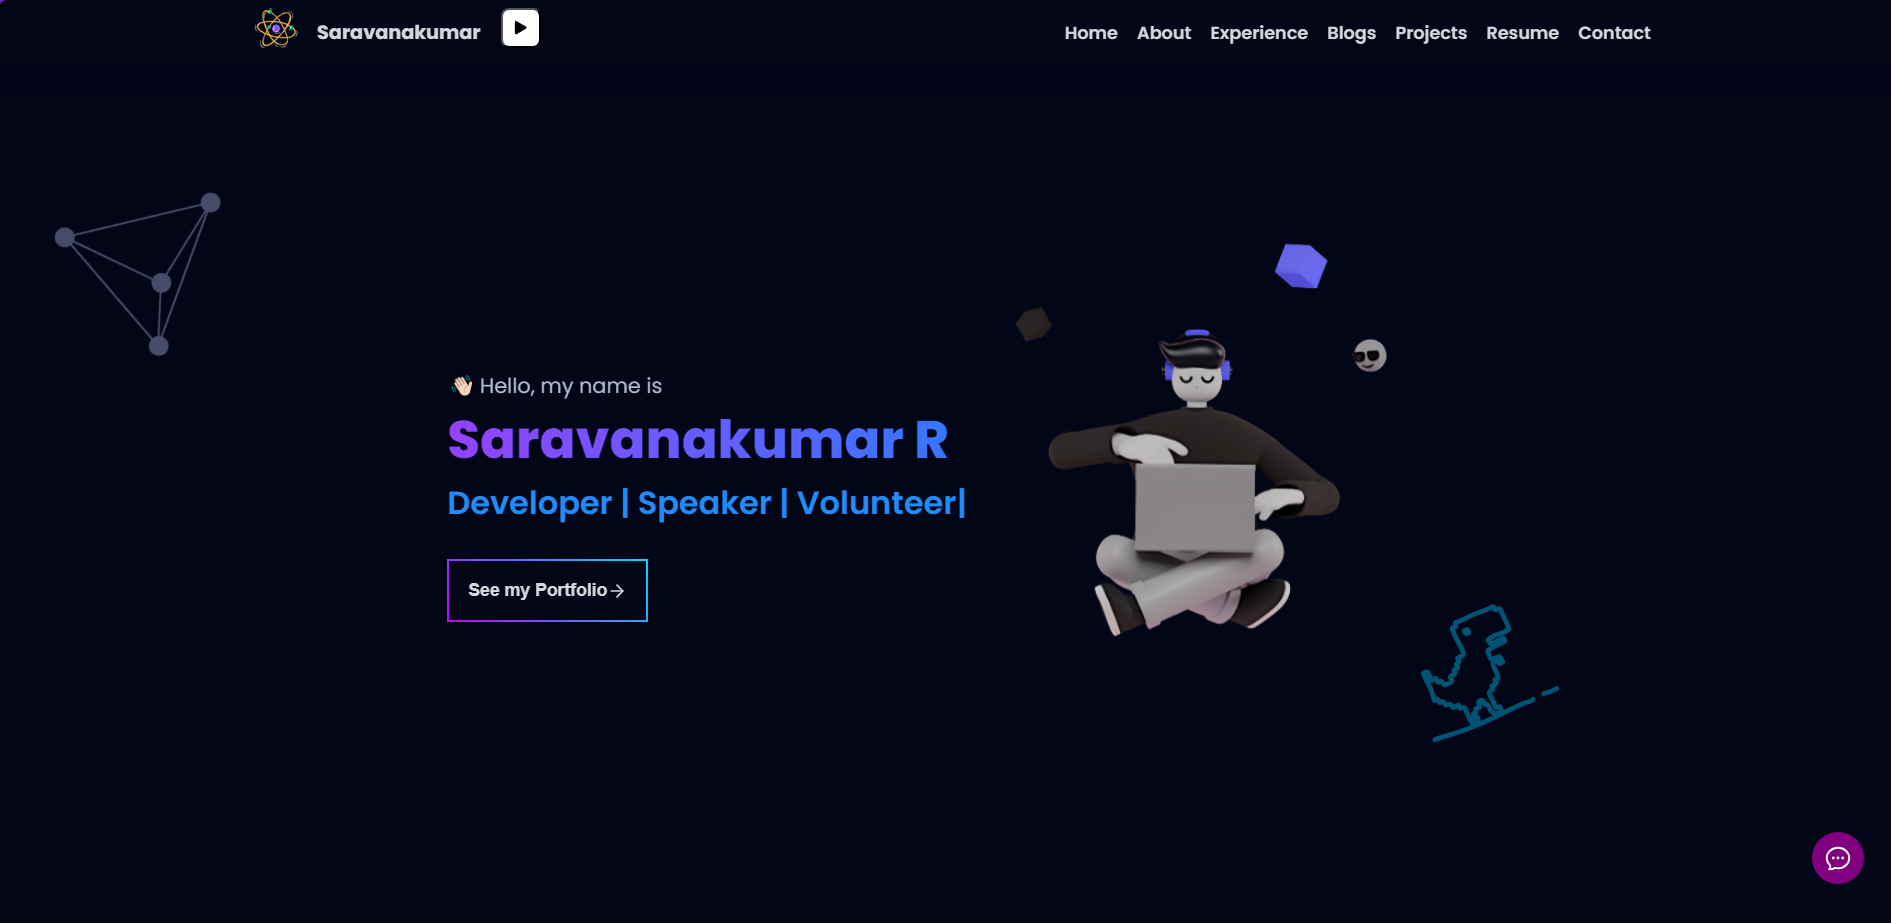 Saravanakumar
Home About Experience Blogs Projects Resume Contact
👋🏻 Hello, my name is
Saravanakumar R
Developer | Speaker | Volunteer|
See my Portfolio→